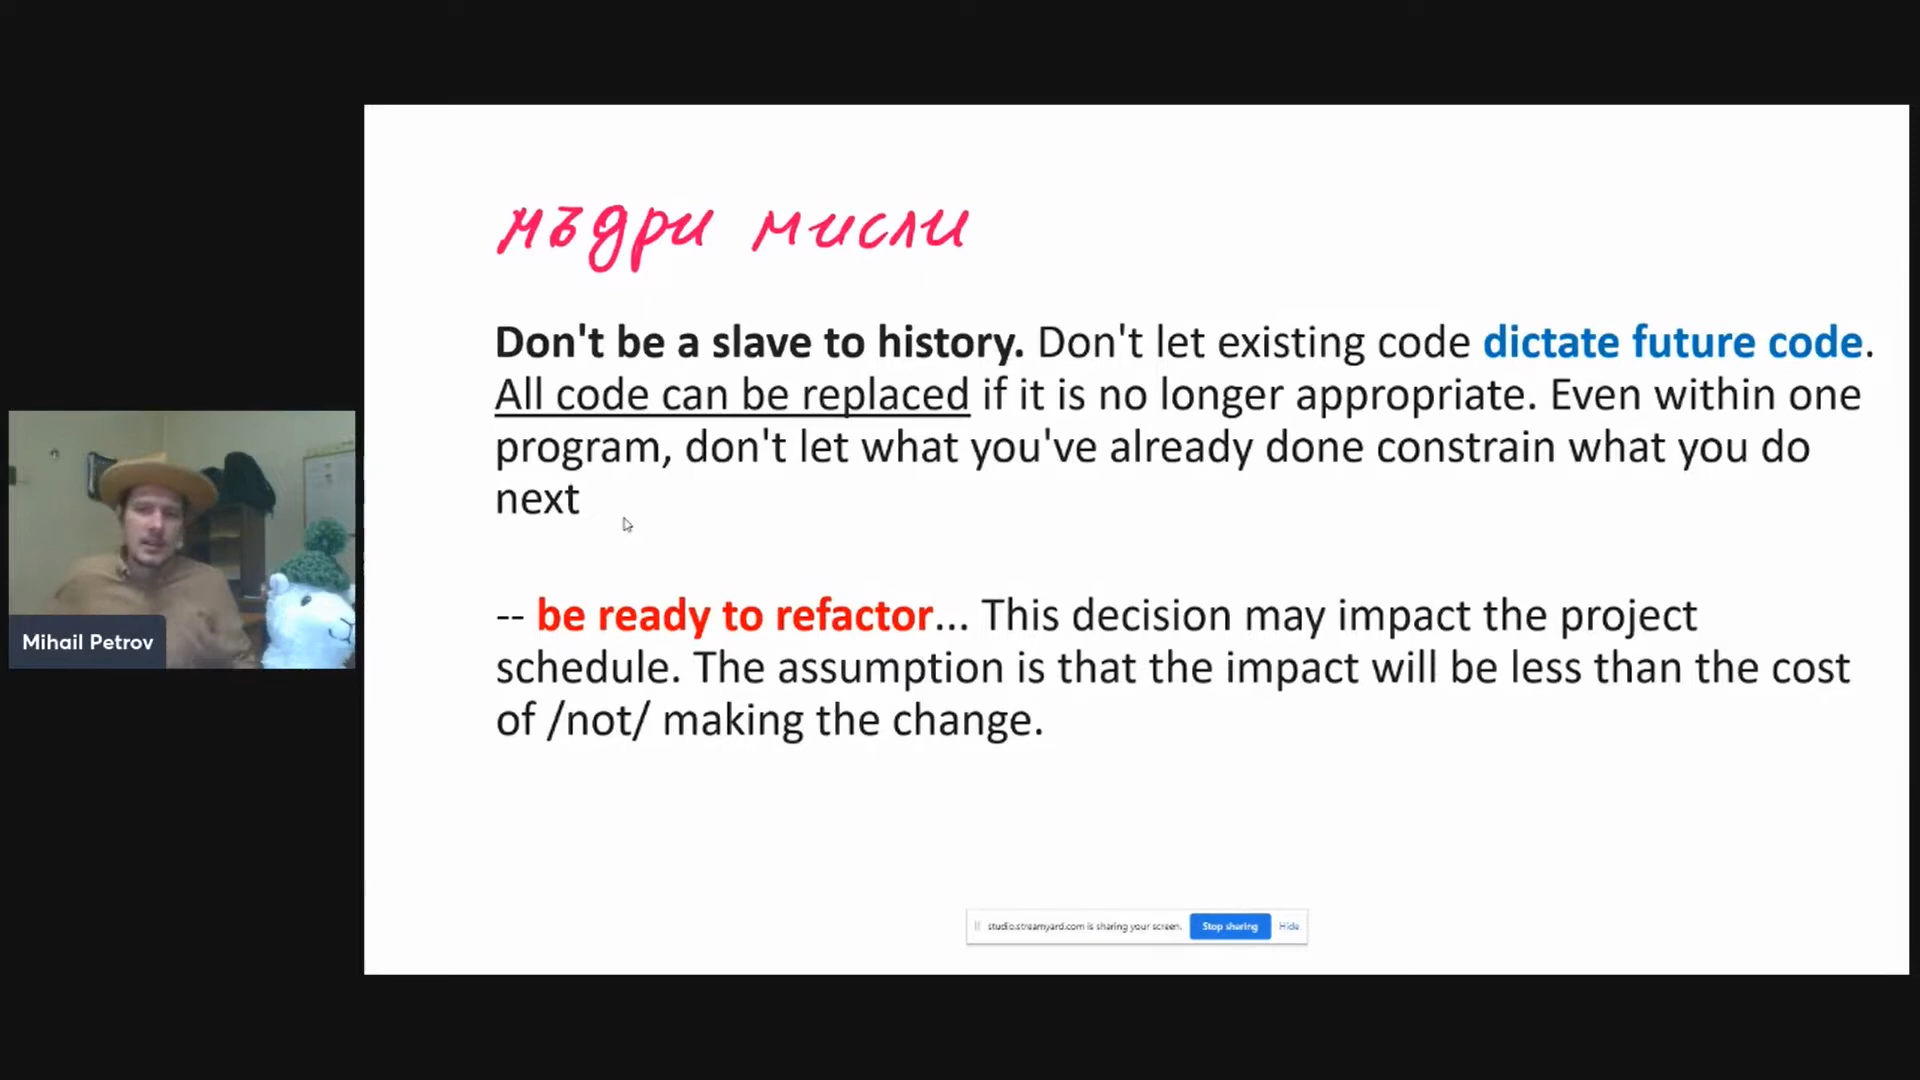 мъдри мисли
Don't be a slave to history. Don't let existing code dictate future code.
All code can be replaced if it is no longer appropriate. Even within one
program, don't let what you've already done constrain what you do
next
-- be ready to refactor... This decision may impact the project
schedule. The assumption is that the impact will be less than the cost
of /not/ making the change.
Mihail Petrov
studio.streamyard.com is sharing your screen. Stop sharing Hide